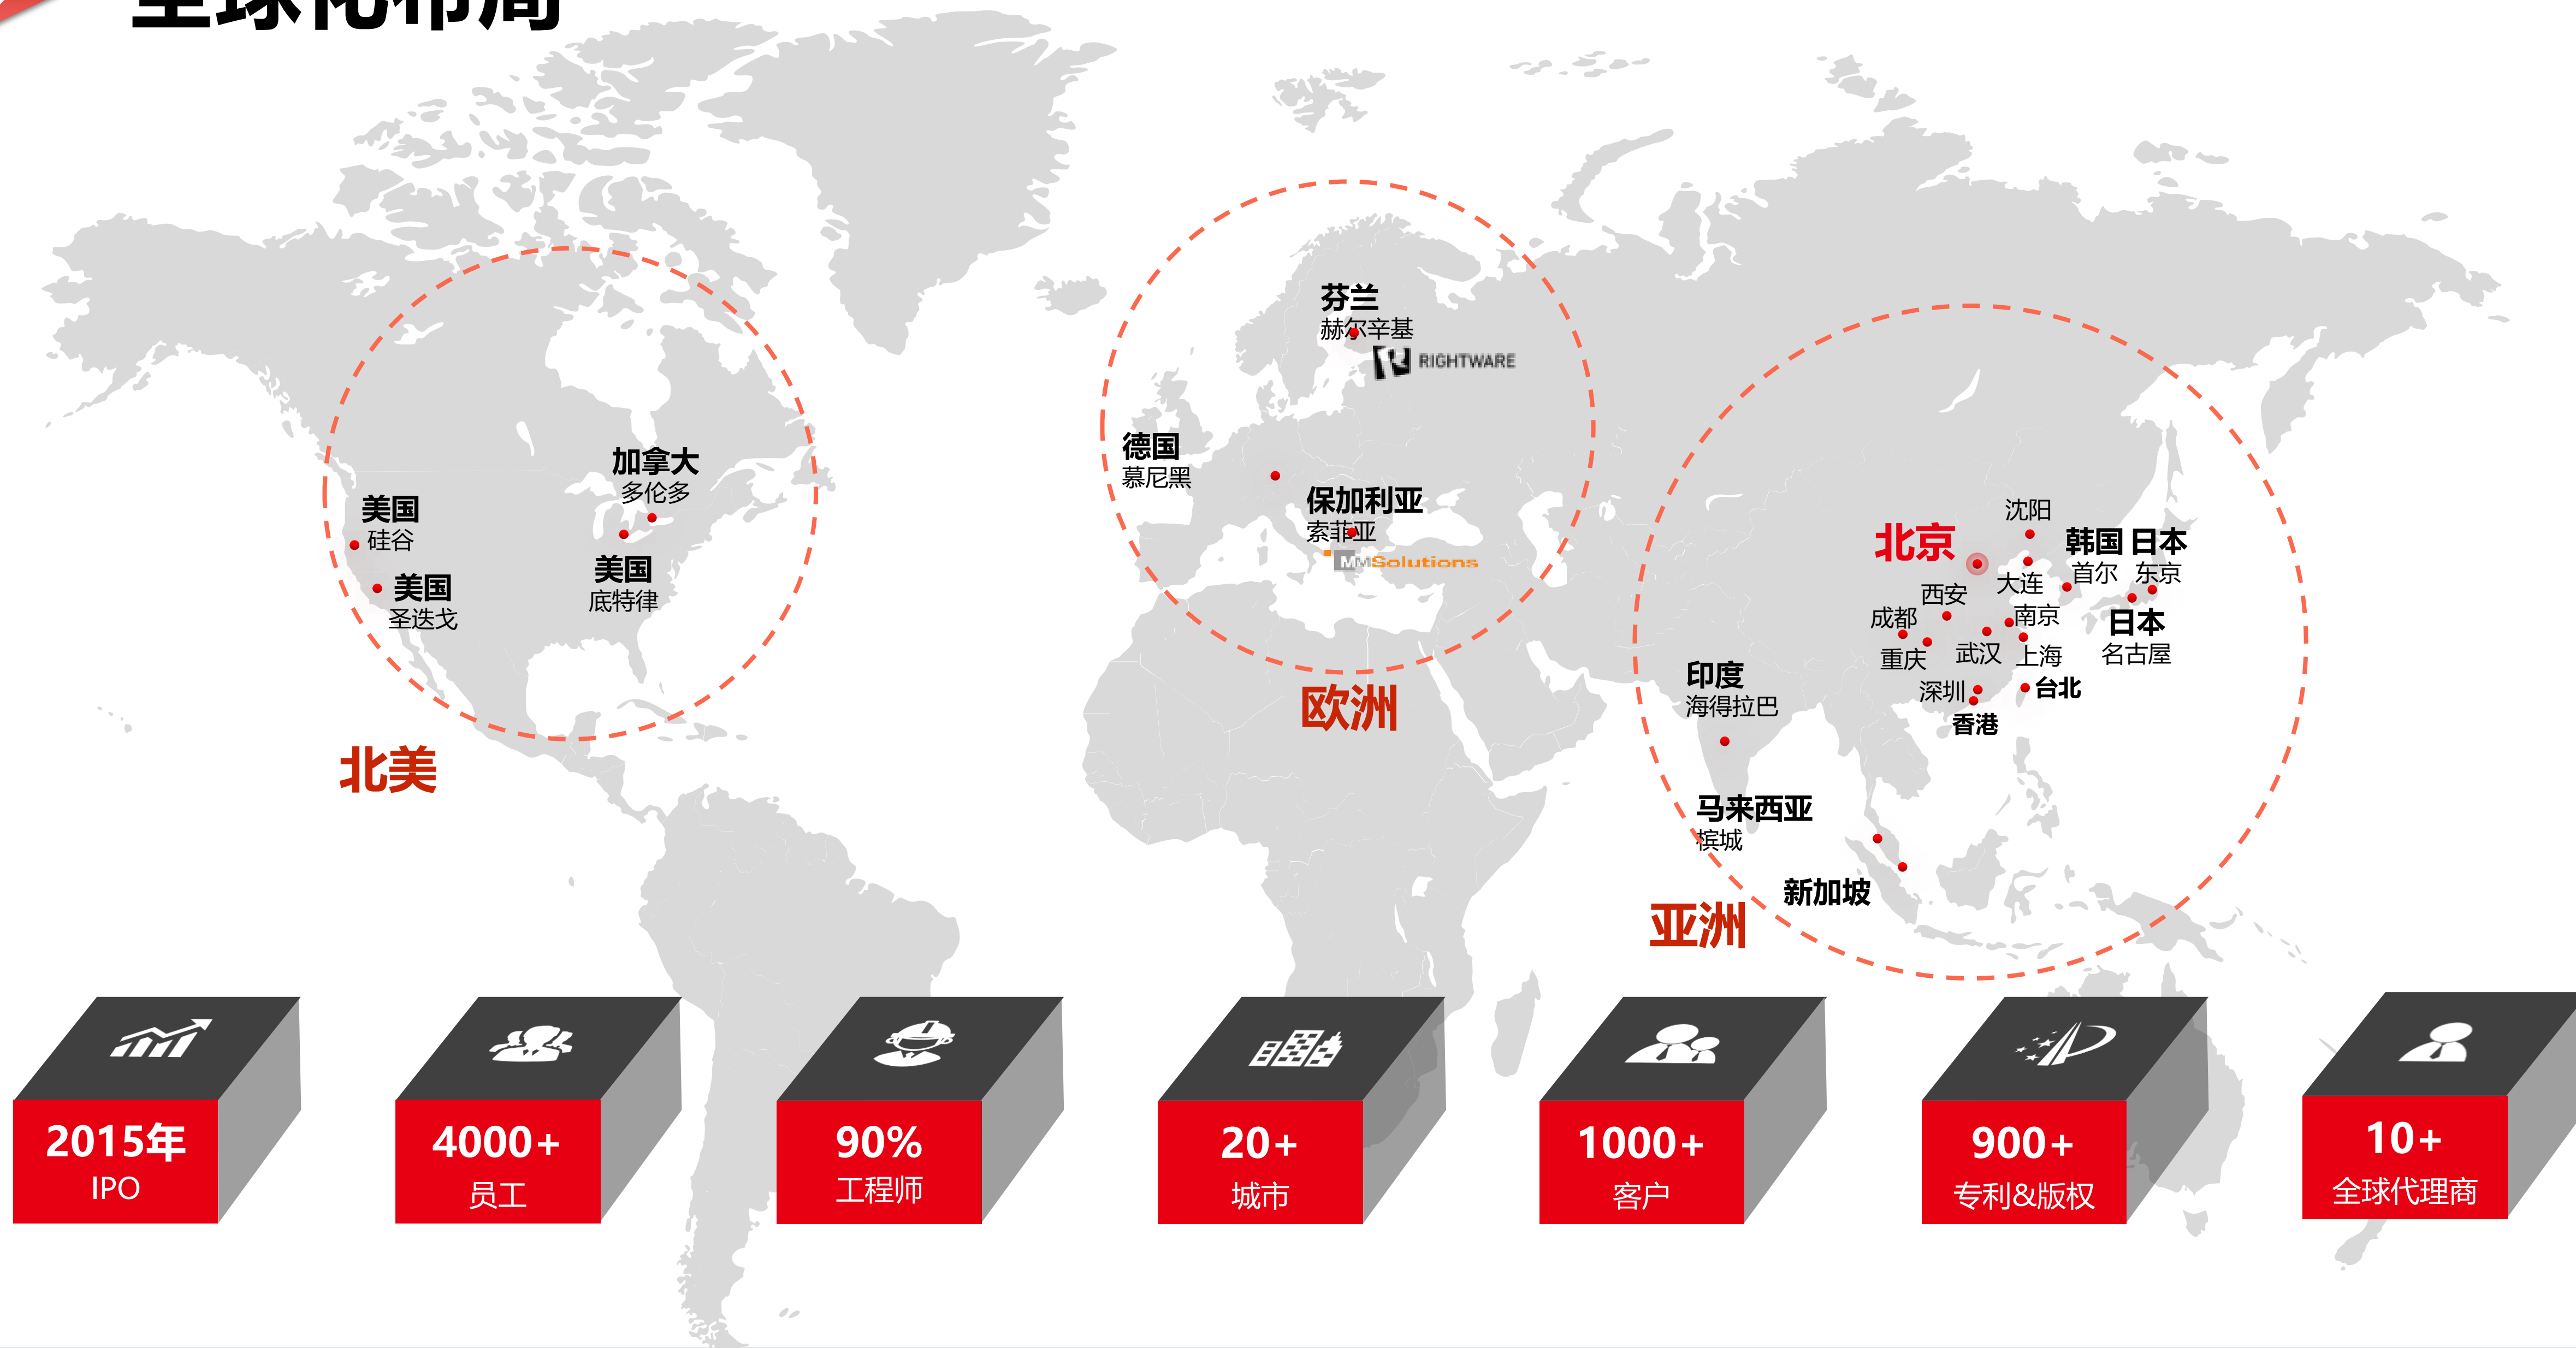 全球化布局
芬兰
赫尔辛基
RIGHTWARE
德国
慕尼黑
保加利亚
索菲亚
MMSolutions
欧洲
加拿大
多伦多
美国
硅谷
美国
圣迭戈
美国
底特律
北美
北京
沈阳
大连
韩国
首尔
日本
东京
日本
名古屋
西安
成都
重庆
武汉
南京
上海
深圳
香港
台北
印度
海得拉巴
马来西亚
槟城
新加坡
亚洲
2015年
IPO
4000+
员工
90%
工程师
20+
城市
1000+
客户
900+
专利&版权
10+
全球代理商